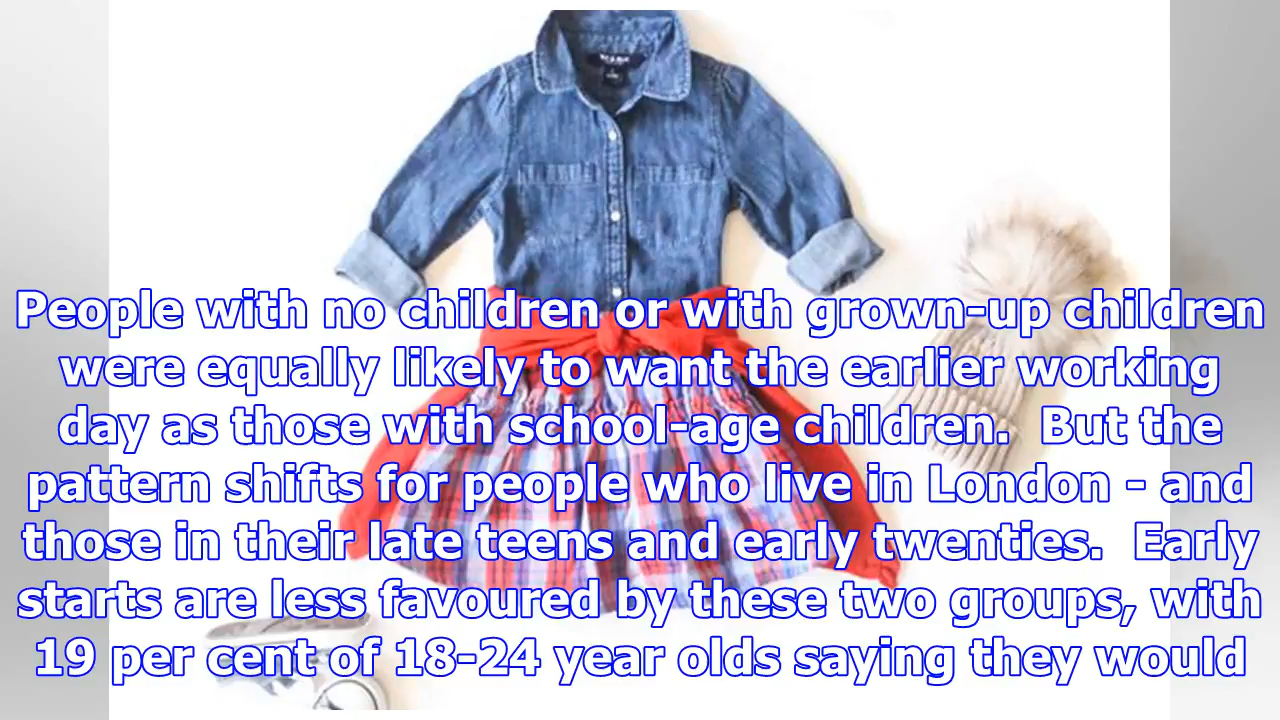 People with no children or with grown-up children
were equally likely to want the earlier working
day as those with school-age children.  But the
pattern shifts for people who live in London - and
those in their late teens and early twenties.  Early
starts are less favoured by these two groups, with
19 per cent of 18-24 year olds saying they would